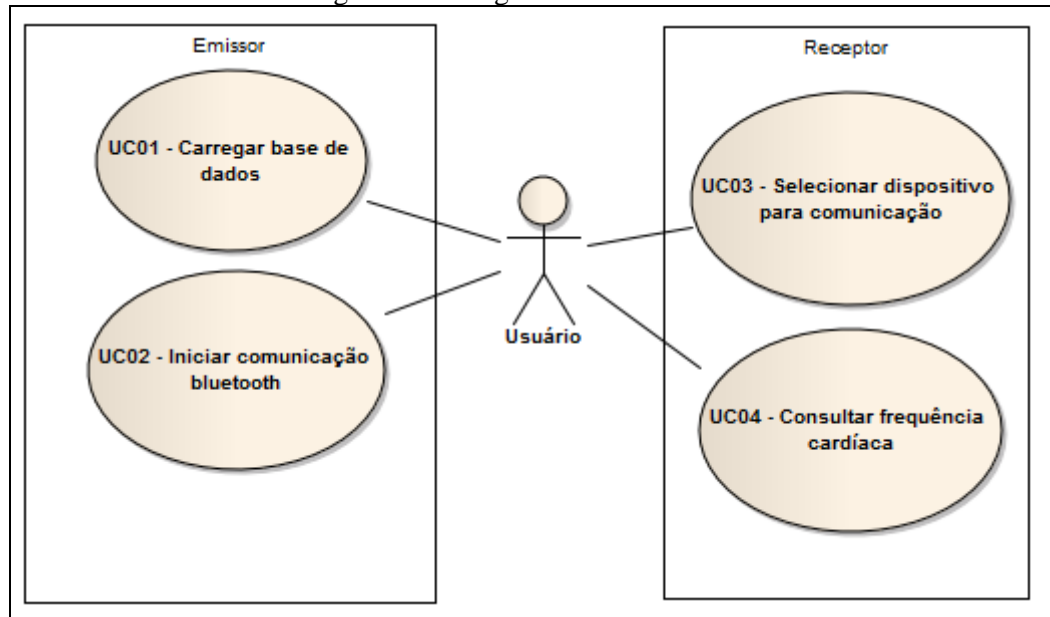 Emissor
UC01 - Carregar base de
dados
UC02 - Iniciar comunicação
bluetooth
Usuário
Receptor
UC03 - Selecionar dispositivo
para comunicação
UC04 - Consultar frequência
cardíaca